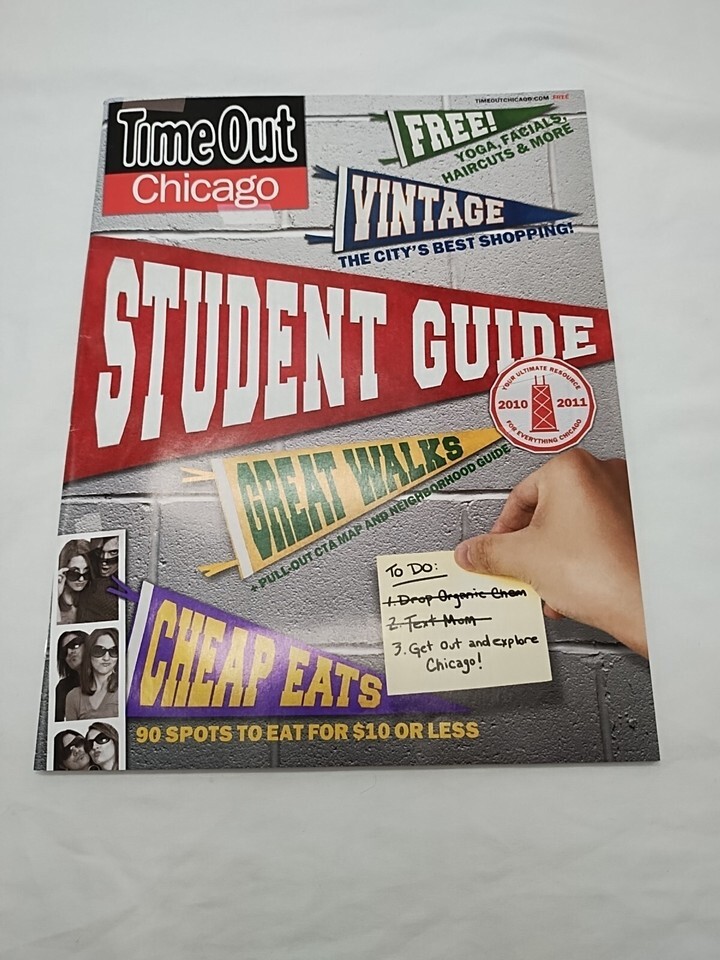 TIMEOUTCHICAGO.COM FREE
Time Out
Chicago
FREE!
YOGA, FACIALS,
HAIRCUTS & MORE
VINTAGE
THE CITY'S BEST SHOPPING!
STUDENT GUIDE
YOUR ULTIMATE RESOURCE
2010 2011
FOR EVERYTHING CHICAGO
GREAT WALKS
+ PULL-OUT CTA MAP AND NEIGHBORHOOD GUIDE
To Do:
1. Drop Organic Chem
2. Text Mom
3. Get out and explore
Chicago!
CHEAP EATS
90 SPOTS TO EAT FOR $10 OR LESS